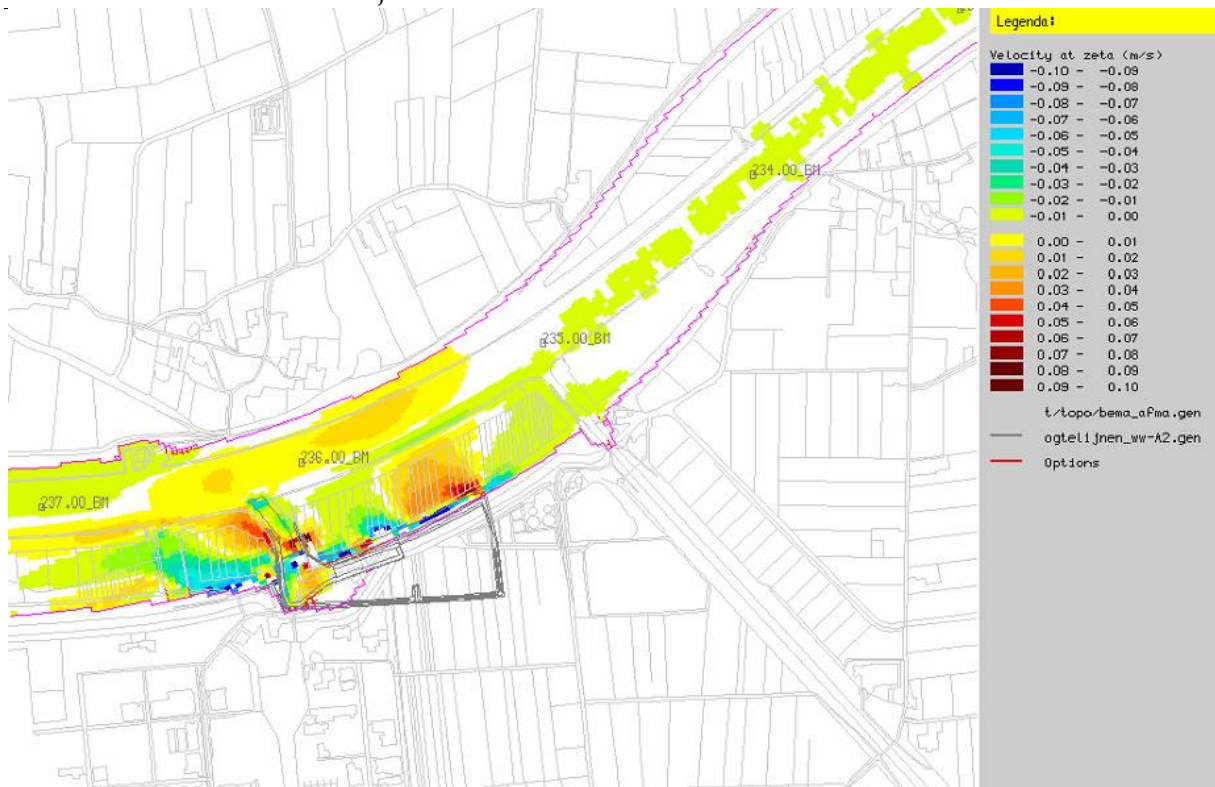 234.00_BM
235.00_BM
236.00_BM
237.00_BM
Legenda:
Velocity at zeta (m/s)
-0.10 - -0.09
-0.09 - -0.08
-0.08 - -0.07
-0.07 - -0.06
-0.06 - -0.05
-0.05 - -0.04
-0.04 - -0.03
-0.03 - -0.02
-0.02 - -0.01
-0.01 - 0.00
0.00 - 0.01
0.01 - 0.02
0.02 - 0.03
0.03 - 0.04
0.04 - 0.05
0.05 - 0.06
0.06 - 0.07
0.07 - 0.08
0.08 - 0.09
0.09 - 0.10
t/topo/bema_afma.gen
ogtelijnen_ww-A2.gen
Options